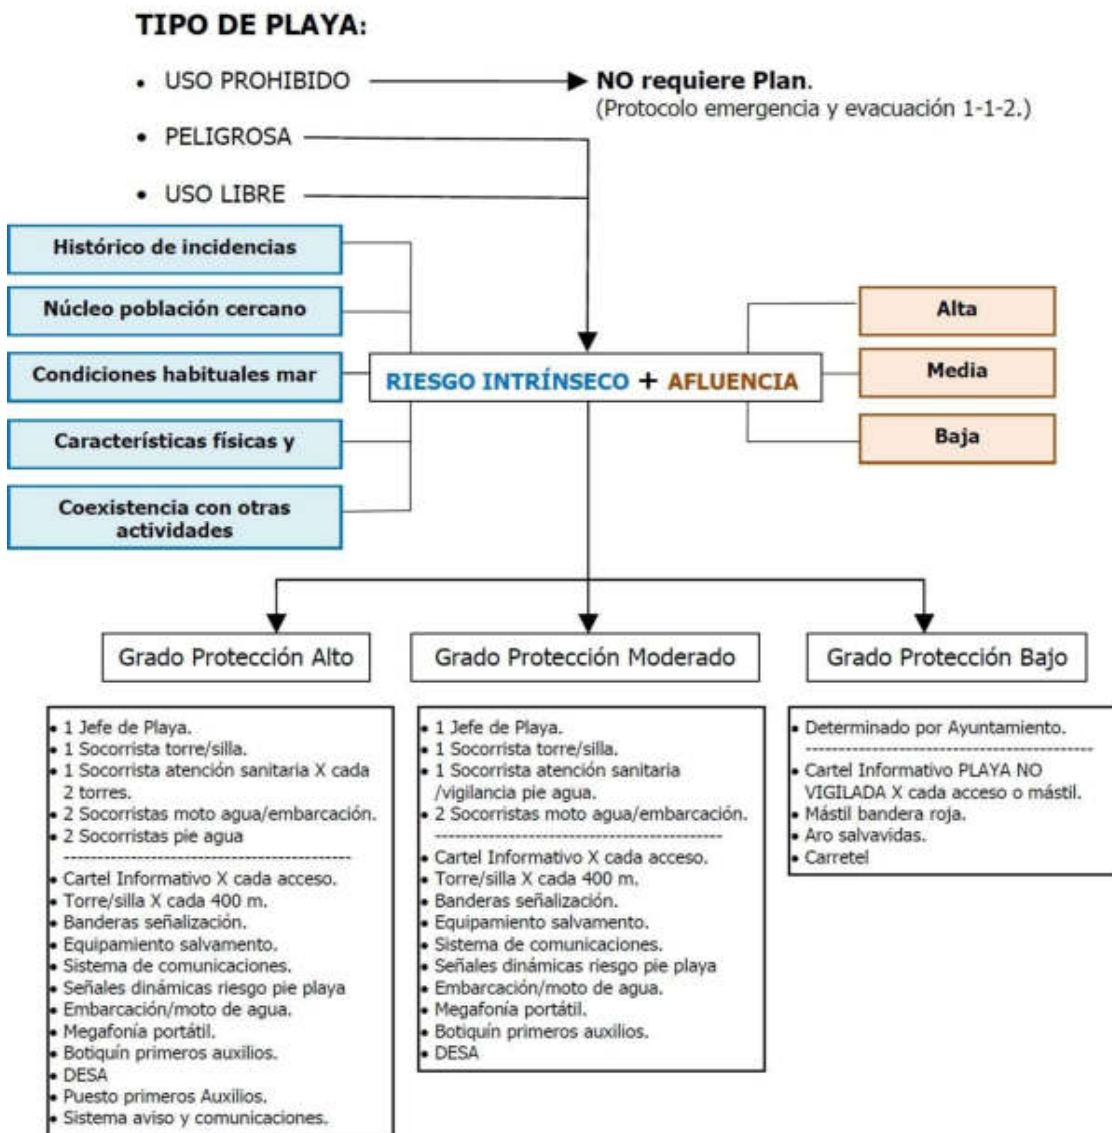 TIPO DE PLAYA:
• USO PROHIBIDO
NO requiere Plan.
(Protocolo emergencia y evacuación 1-1-2.)
• PELIGROSA
• USO LIBRE
Histórico de incidencias
Núcleo población cercano
Condiciones habituales mar
Características físicas y
Coexistencia con otras
actividades
RIESGO INTRÍNSECO + AFLUENCIA
Alta
Media
Baja
Grado Protección Alto
• 1 Jefe de Playa.
• 1 Socorrista torre/silla.
• 1 Socorrista atención sanitaria X cada
2 torres.
• 2 Socorristas moto agua/embarcación.
• 2 Socorristas pie agua
--------------------------------------------
• Cartel Informativo X cada acceso.
• Torre/silla X cada 400 m.
• Banderas señalización.
• Equipamiento salvamento.
• Sistema de comunicaciones.
• Señales dinámicas riesgo pie playa
• Embarcación/moto de agua.
• Megafonía portátil.
• Botiquín primeros auxilios.
• DESA
• Puesto primeros Auxilios.
• Sistema aviso y comunicaciones.
Grado Protección Moderado
• 1 Jefe de Playa.
• 1 Socorrista torre/silla.
• 1 Socorrista atención sanitaria
/vigilancia pie agua.
• 2 Socorristas moto agua/embarcación.
--------------------------------------------
• Cartel Informativo X cada acceso.
• Torre/silla X cada 400 m.
• Banderas señalización.
• Equipamiento salvamento.
• Sistema de comunicaciones.
• Señales dinámicas riesgo pie playa
• Embarcación/moto de agua.
• Megafonía portátil.
• Botiquín primeros auxilios.
• DESA
Grado Protección Bajo
• Determinado por Ayuntamiento.
--------------------------------------------
• Cartel Informativo PLAYA NO
VIGILADA X cada acceso o mástil.
• Mástil bandera roja.
• Aro salvavidas.
• Carretel